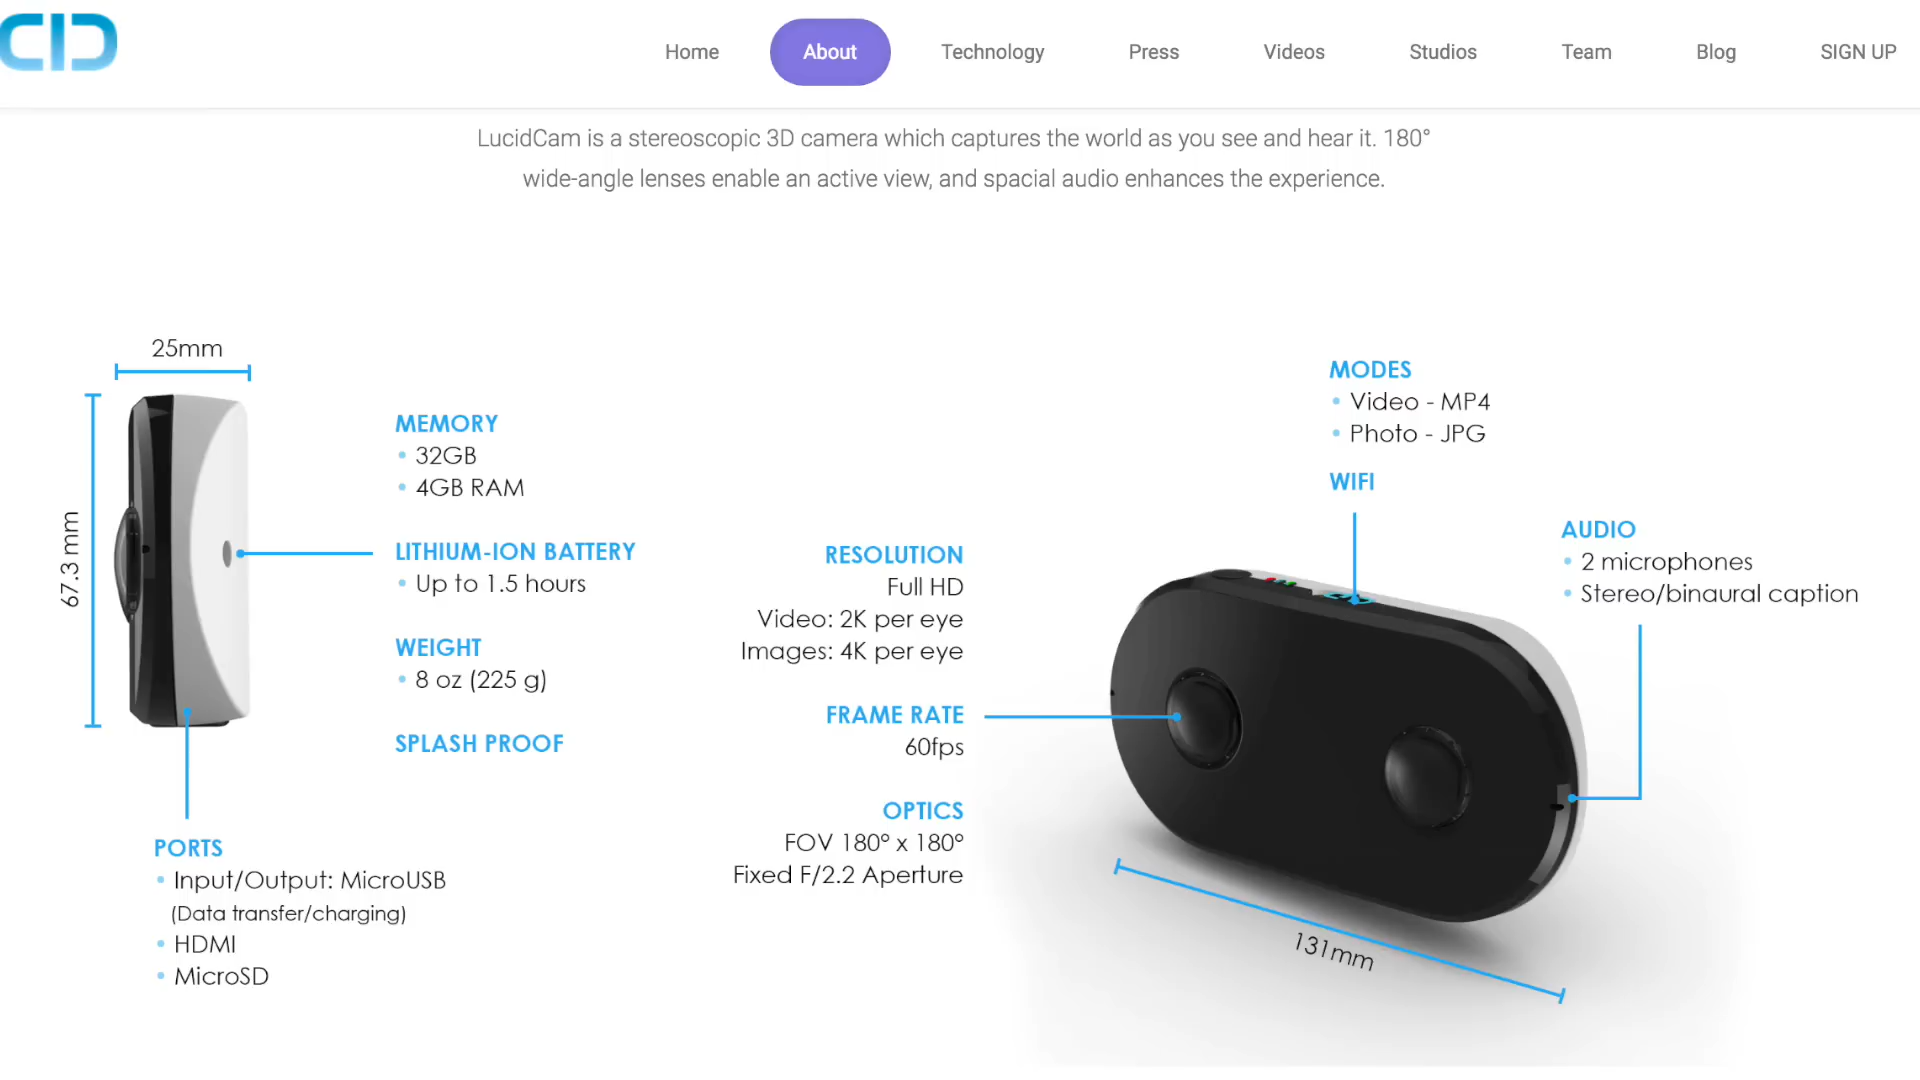 CID
Home About Technology Press Videos Studios Team Blog SIGN UP
LucidCam is a stereoscopic 3D camera which captures the world as you see and hear it. 180°
wide-angle lenses enable an active view, and spacial audio enhances the experience.
25mm
67.3 mm
MEMORY
• 32GB
• 4GB RAM
LITHIUM-ION BATTERY
• Up to 1.5 hours
WEIGHT
• 8 oz (225 g)
SPLASH PROOF
PORTS
• Input/Output: MicroUSB
(Data transfer/charging)
• HDMI
• MicroSD
RESOLUTION
Full HD
Video: 2K per eye
Images: 4K per eye
FRAME RATE
60fps
OPTICS
FOV 180° x 180°
Fixed F/2.2 Aperture
MODES
• Video - MP4
• Photo - JPG
WIFI
AUDIO
• 2 microphones
• Stereo/binaural caption
131mm